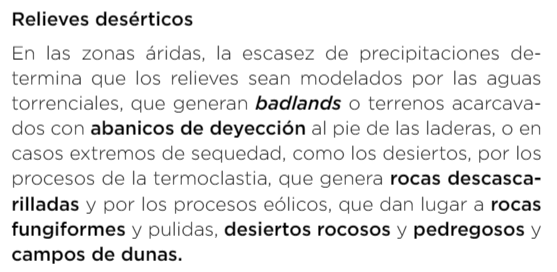 Relieves desérticos
En las zonas áridas, la escasez de precipitaciones de-
termina que los relieves sean modelados por las aguas
torrenciales, que generan badlands o terrenos acarcava-
dos con abanicos de deyección al pie de las laderas, o en
casos extremos de sequedad, como los desiertos, por los
procesos de la termoclastia, que genera rocas descasca-
rilladas y por los procesos eólicos, que dan lugar a rocas
fungiformes y pulidas, desiertos rocosos y pedregosos y
campos de dunas.